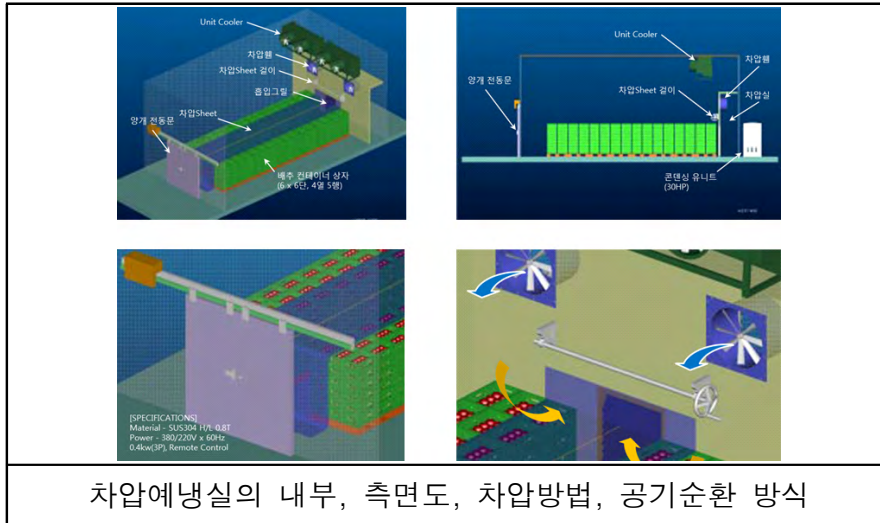 Unit Cooler
차압휀
차압Sheet 걸이
흡입그릴
양개 전동문
차압Sheet
배추 컨테이너 상자
(6 x 6단, 4열 5행)
Unit Cooler
차압휀
양개 전동문
차압Sheet 걸이
차압실
콘덴싱 유니트
(30HP)
[SPECIFICATIONS]
Material - SUS304 H/L 0.8T
Power - 380/220V x 60Hz
0.4kw(3P), Remote Control
차압예냉실의 내부, 측면도, 차압방법, 공기순환 방식